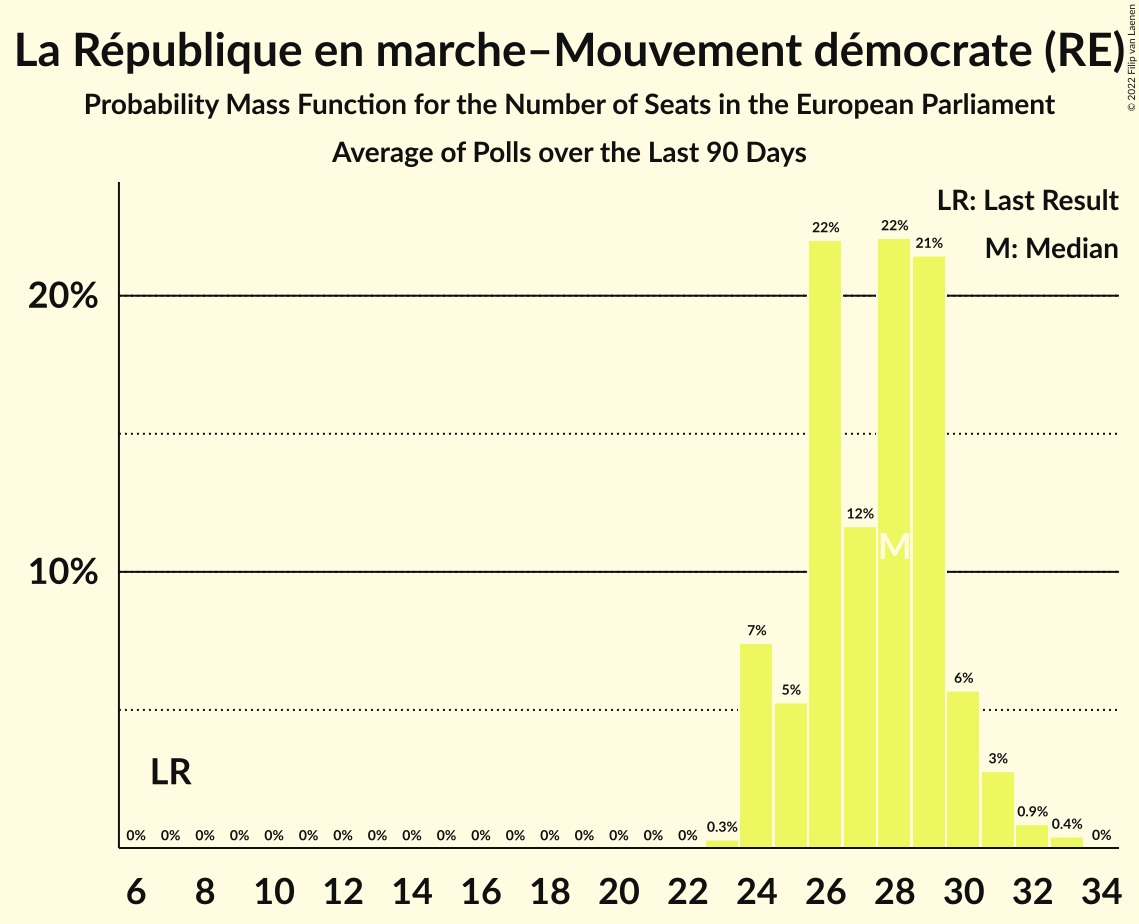 La République en marche–Mouvement démocrate (RE)
© 2022 Filip van Laenen
Probability Mass Function for the Number of Seats in the European Parliament
Average of Polls over the Last 90 Days
LR: Last Result
M: Median
22% 22% 21%
20%
12%
M
10%
7% 5% 6%
LR
3%
0% 0% 0% 0% 0% 0% 0% 0% 0% 0% 0% 0% 0% 0% 0% 0% 0% 0.3% 0.9% 0.4% 0%
6 8 10 12 14 16 18 20 22 24 26 28 30 32 34